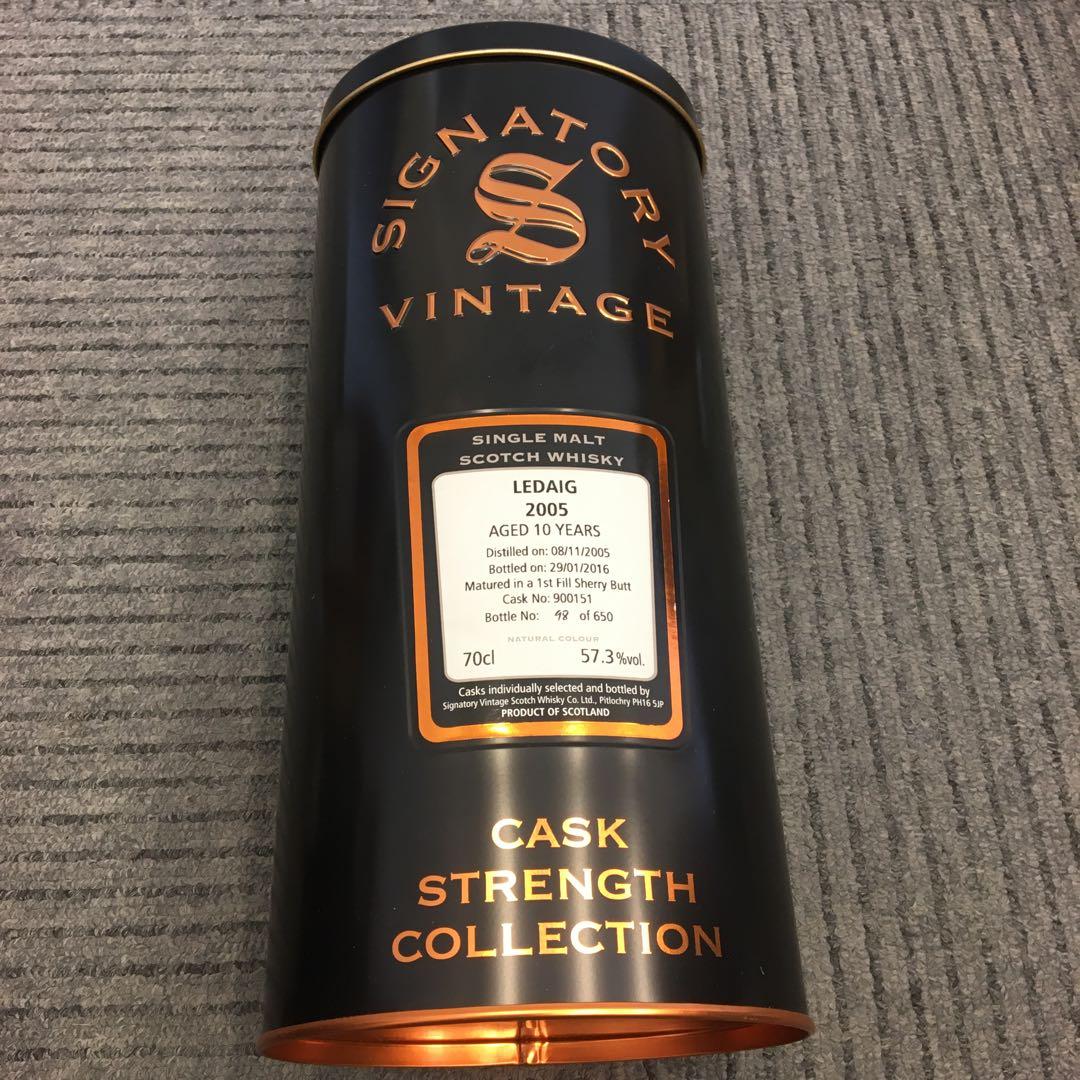 SIGNATORY
S
VINTAGE
SINGLE MALT
SCOTCH WHISKY
LEDAIG
2005
AGED 10 YEARS
Distilled on: 08/11/2005
Bottled on: 29/01/2016
Matured in a 1st Fill Sherry Butt
Cask No: 900151
Bottle No: 98 of 650
NATURAL COLOUR
70cl 57.3%vol.
Casks individually selected and bottled by
Signatory Vintage Scotch Whisky Co. Ltd., Pitlochry PH16 5JP
PRODUCT OF SCOTLAND
CASK
STRENGTH
COLLECTION